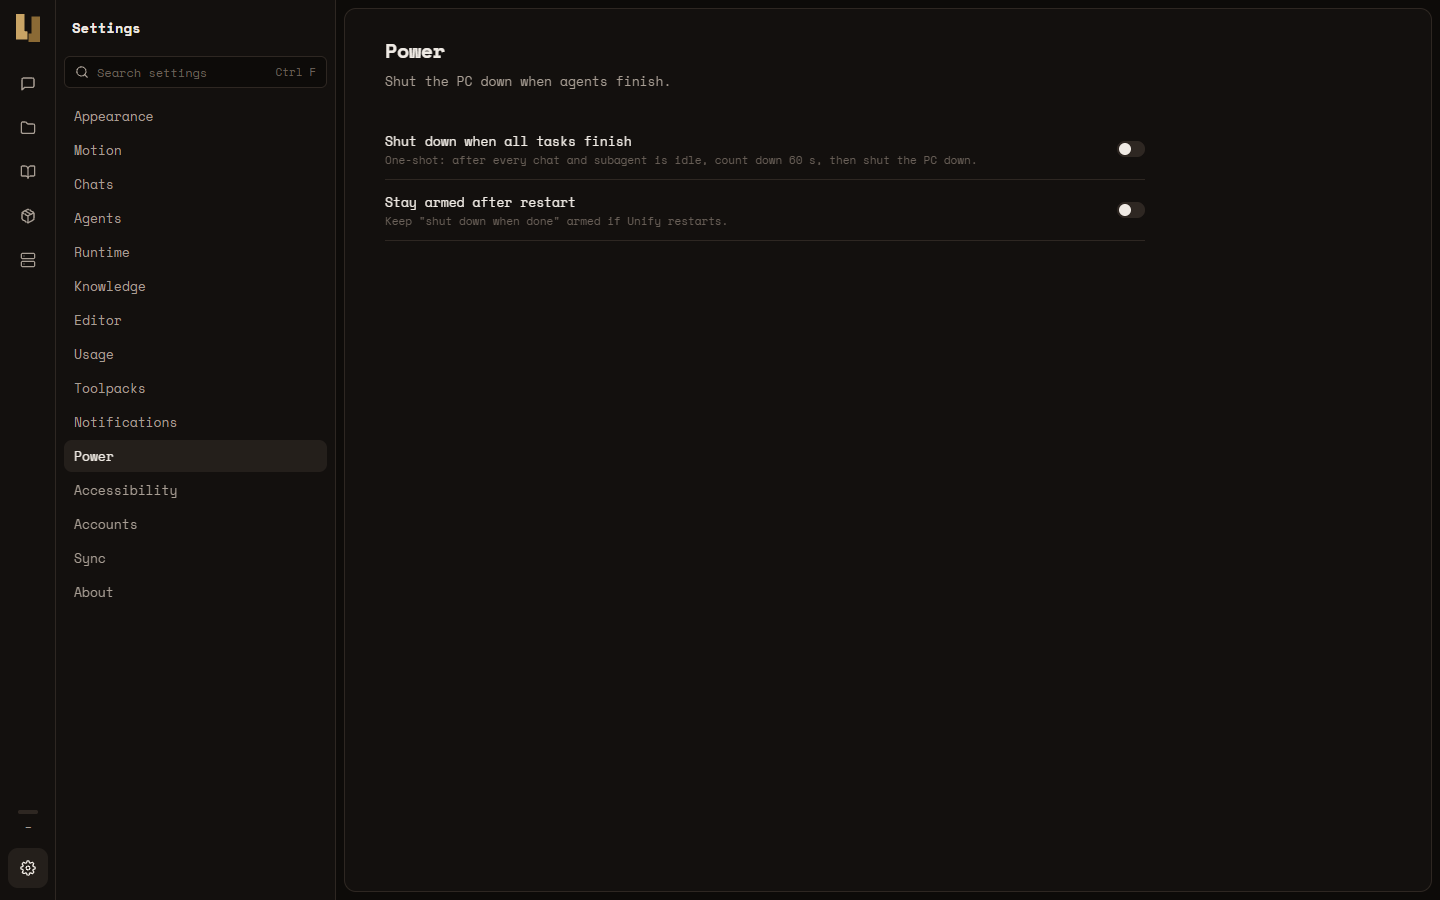 Settings
Search settings Ctrl F
Appearance
Motion
Chats
Agents
Runtime
Knowledge
Editor
Usage
Toolpacks
Notifications
Power
Accessibility
Accounts
Sync
About
–
Power
Shut the PC down when agents finish.
Shut down when all tasks finish
One-shot: after every chat and subagent is idle, count down 60 s, then shut the PC down.
Stay armed after restart
Keep "shut down when done" armed if Unify restarts.